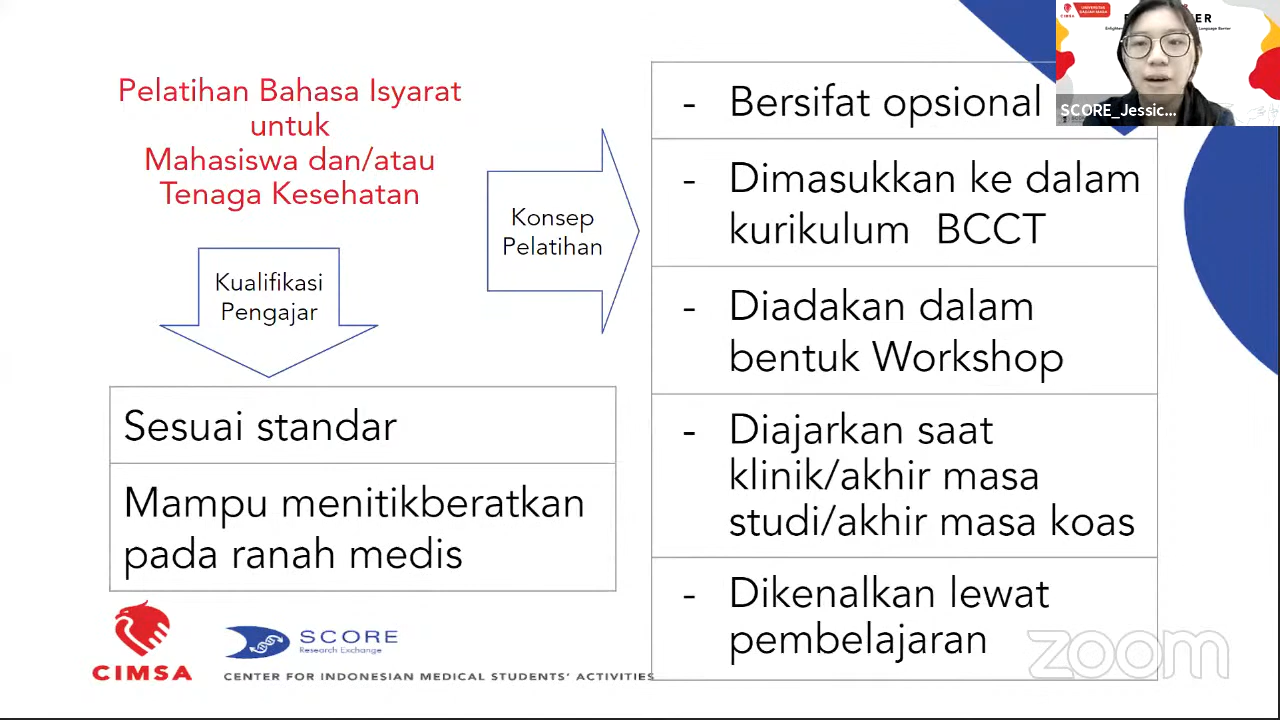 Pelatihan Bahasa Isyarat
untuk
Mahasiswa dan/atau
Tenaga Kesehatan
Kualifikasi
Pengajar
Sesuai standar
Mampu menitikberatkan
pada ranah medis
Konsep
Pelatihan
- Bersifat opsional
- Dimasukkan ke dalam
kurikulum BCCT
- Diadakan dalam
bentuk Workshop
- Diajarkan saat
klinik/akhir masa
studi/akhir masa koas
- Dikenalkan lewat
pembelajaran
CIMSA
SCORE
Research Exchange
CENTER FOR INDONESIAN MEDICAL STUDENTS' ACTIVITIES
CIMSA
SCORE_Jessic...
zoom